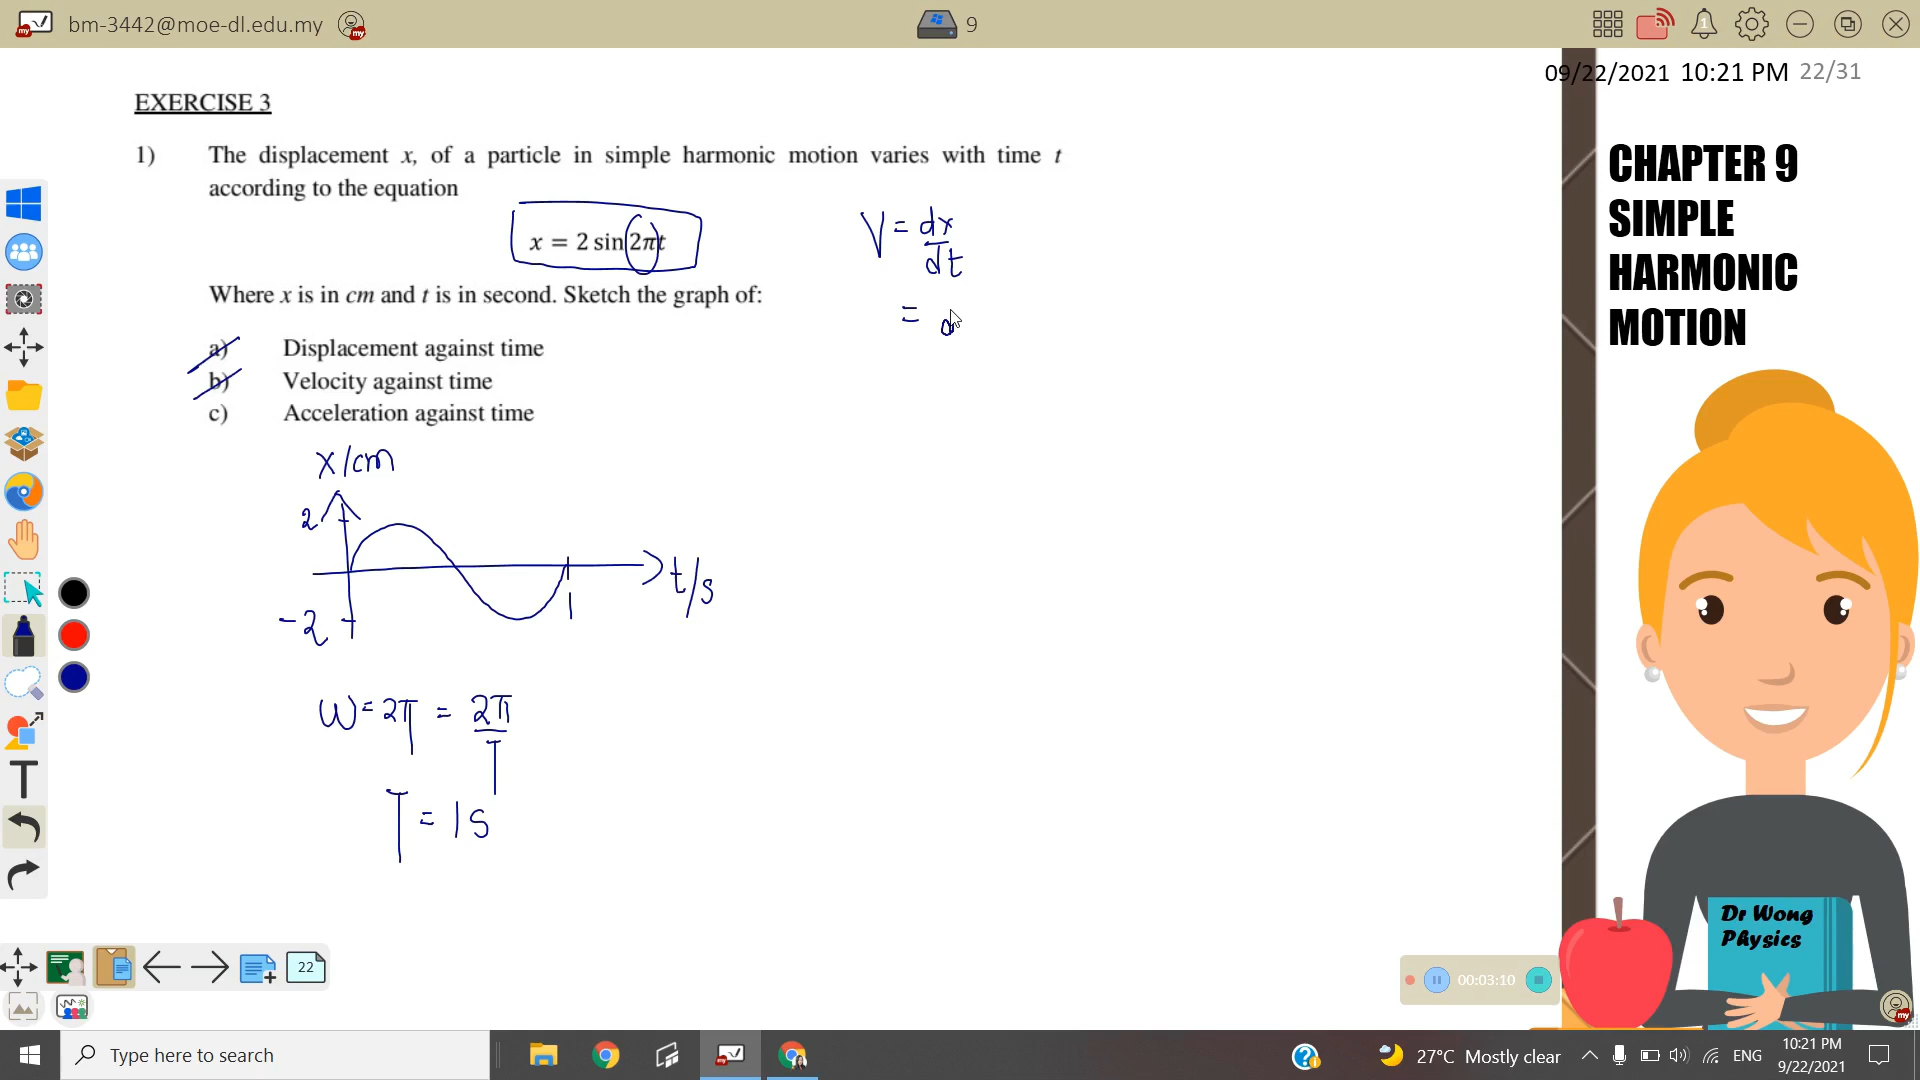 bm-3442@moe-dl.edu.my
9
1
09/22/2021 10:21 PM 22/31
EXERCISE 3
1) The displacement x, of a particle in simple harmonic motion varies with time t
according to the equation
x = 2 sin 2πt
Where x is in cm and t is in second. Sketch the graph of:
a) Displacement against time
b) Velocity against time
c) Acceleration against time
V = dx
dt
= d
x/cm
2
t/s
-2
1
W = 2π = 2π
T
T = 1s
CHAPTER 9
SIMPLE
HARMONIC
MOTION
Dr Wong
Physics
T
22
00:03:10
my
Type here to search
27°C Mostly clear
ENG
10:21 PM
9/22/2021